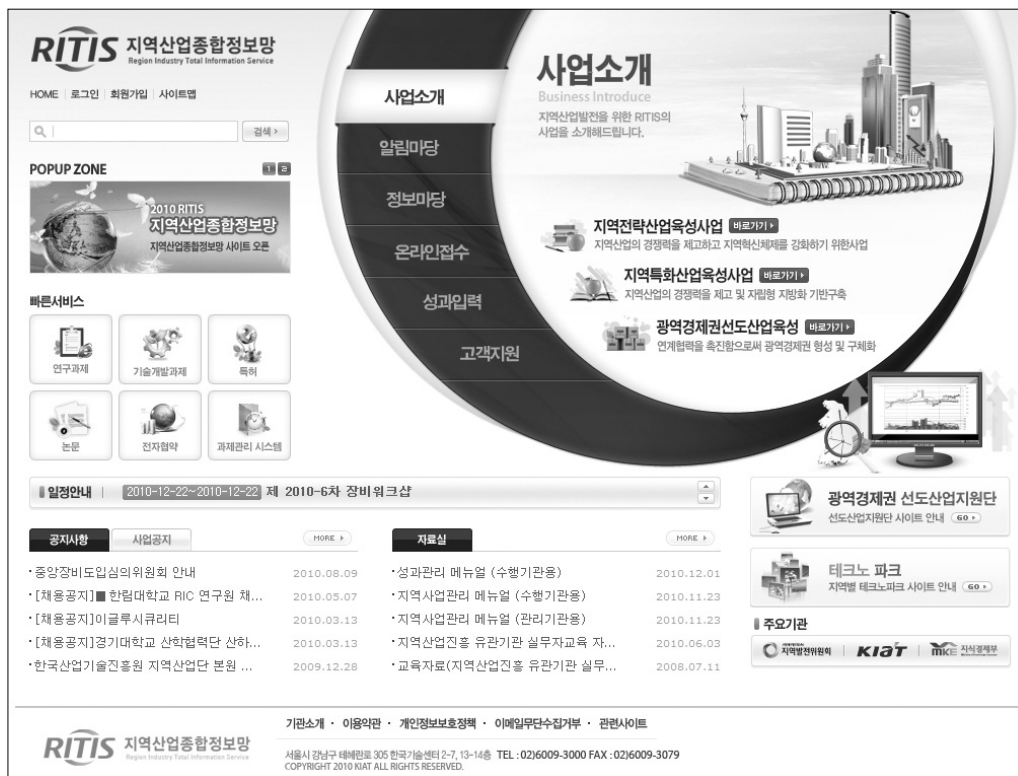 RITIS 지역산업종합정보망
Region Industry Total Information Service
HOME | 로그인 | 회원가입 | 사이트맵
검색
POPUP ZONE 1 2
2010 RITIS
지역산업종합정보망
지역산업종합정보망 사이트 오픈
빠른서비스
연구과제 기술개발과제 특허
논문 전자협약 과제관리 시스템
사업소개
알림마당
정보마당
온라인접수
성과입력
고객지원
사업소개
Business Introduce
지역산업발전을 위한 RITIS의
사업을 소개해드립니다.
지역전략산업육성사업 바로가기
지역산업의 경쟁력을 제고하고 지역혁신체제를 강화하기 위한사업
지역특화산업육성사업 바로가기
지역산업의 경쟁력을 제고 및 자립형 지방화 기반구축
광역경제권선도산업육성 바로가기
연계협력을 촉진함으로써 광역경제권 형성 및 구체화
일정안내 | 2010-12-22~2010-12-22 제 2010-6차 장비워크샵
공지사항 사업공지 MORE
·중앙장비도입심의위원회 안내 2010.08.09
·[채용공지]■ 한림대학교 RIC 연구원 채... 2010.05.07
·[채용공지]이글루시큐리티 2010.03.13
·[채용공지]경기대학교 산학협력단 산하... 2010.03.13
·한국산업기술진흥원 지역산업단 본원 ... 2009.12.28
자료실 MORE
·성과관리 메뉴얼 (수행기관용) 2010.12.01
·지역사업관리 메뉴얼 (수행기관용) 2010.11.23
·지역사업관리 메뉴얼 (관리기관용) 2010.11.23
·지역산업진흥 유관기관 실무자교육 자... 2010.06.03
·교육자료(지역산업진흥 유관기관 실무... 2008.07.11
광역경제권 선도산업지원단
선도산업지원단 사이트 안내 GO
테크노 파크
지역별 테크노파크 사이트 안내 GO
주요기관
지역발전위원회 | KIAT | MKE 지식경제부
RITIS 지역산업종합정보망
Region Industry Total Information Service
기관소개 · 이용약관 · 개인정보보호정책 · 이메일무단수집거부 · 관련사이트
서울시 강남구 테헤란로 305 한국기술센터 2-7, 13-14층 TEL : 02)6009-3000 FAX : 02)6009-3079
COPYRIGHT 2010 KIAT ALL RIGHTS RESERVED.